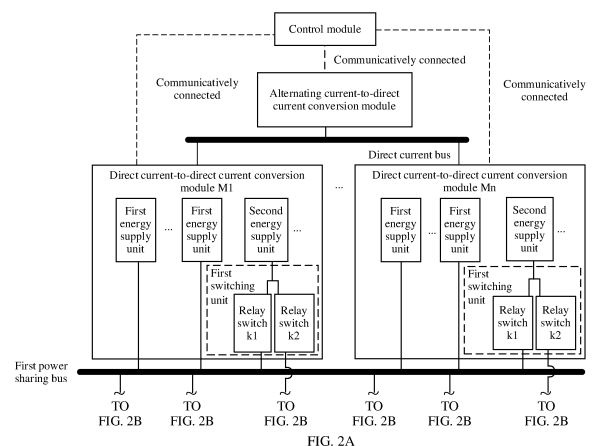 Control module
Communicatively connected
Communicatively
connected
Communicatively
connected
Alternating current-to-direct
current conversion module
Direct current bus
Direct current-to-direct current conversion
module M1
...
Direct current-to-direct current conversion
module Mn
First
energy
supply
unit
...
First
energy
supply
unit
Second
energy
supply
unit
...
First
energy
supply
unit
...
First
energy
supply
unit
Second
energy
supply
unit
...
First
switching
unit
Relay
switch
k1
Relay
switch
k2
First
switching
unit
Relay
switch
k1
Relay
switch
k2
First power
sharing bus
TO
FIG. 2B
TO
FIG. 2B
TO
FIG. 2B
TO
FIG. 2B
TO
FIG. 2B
TO
FIG. 2B
FIG. 2A